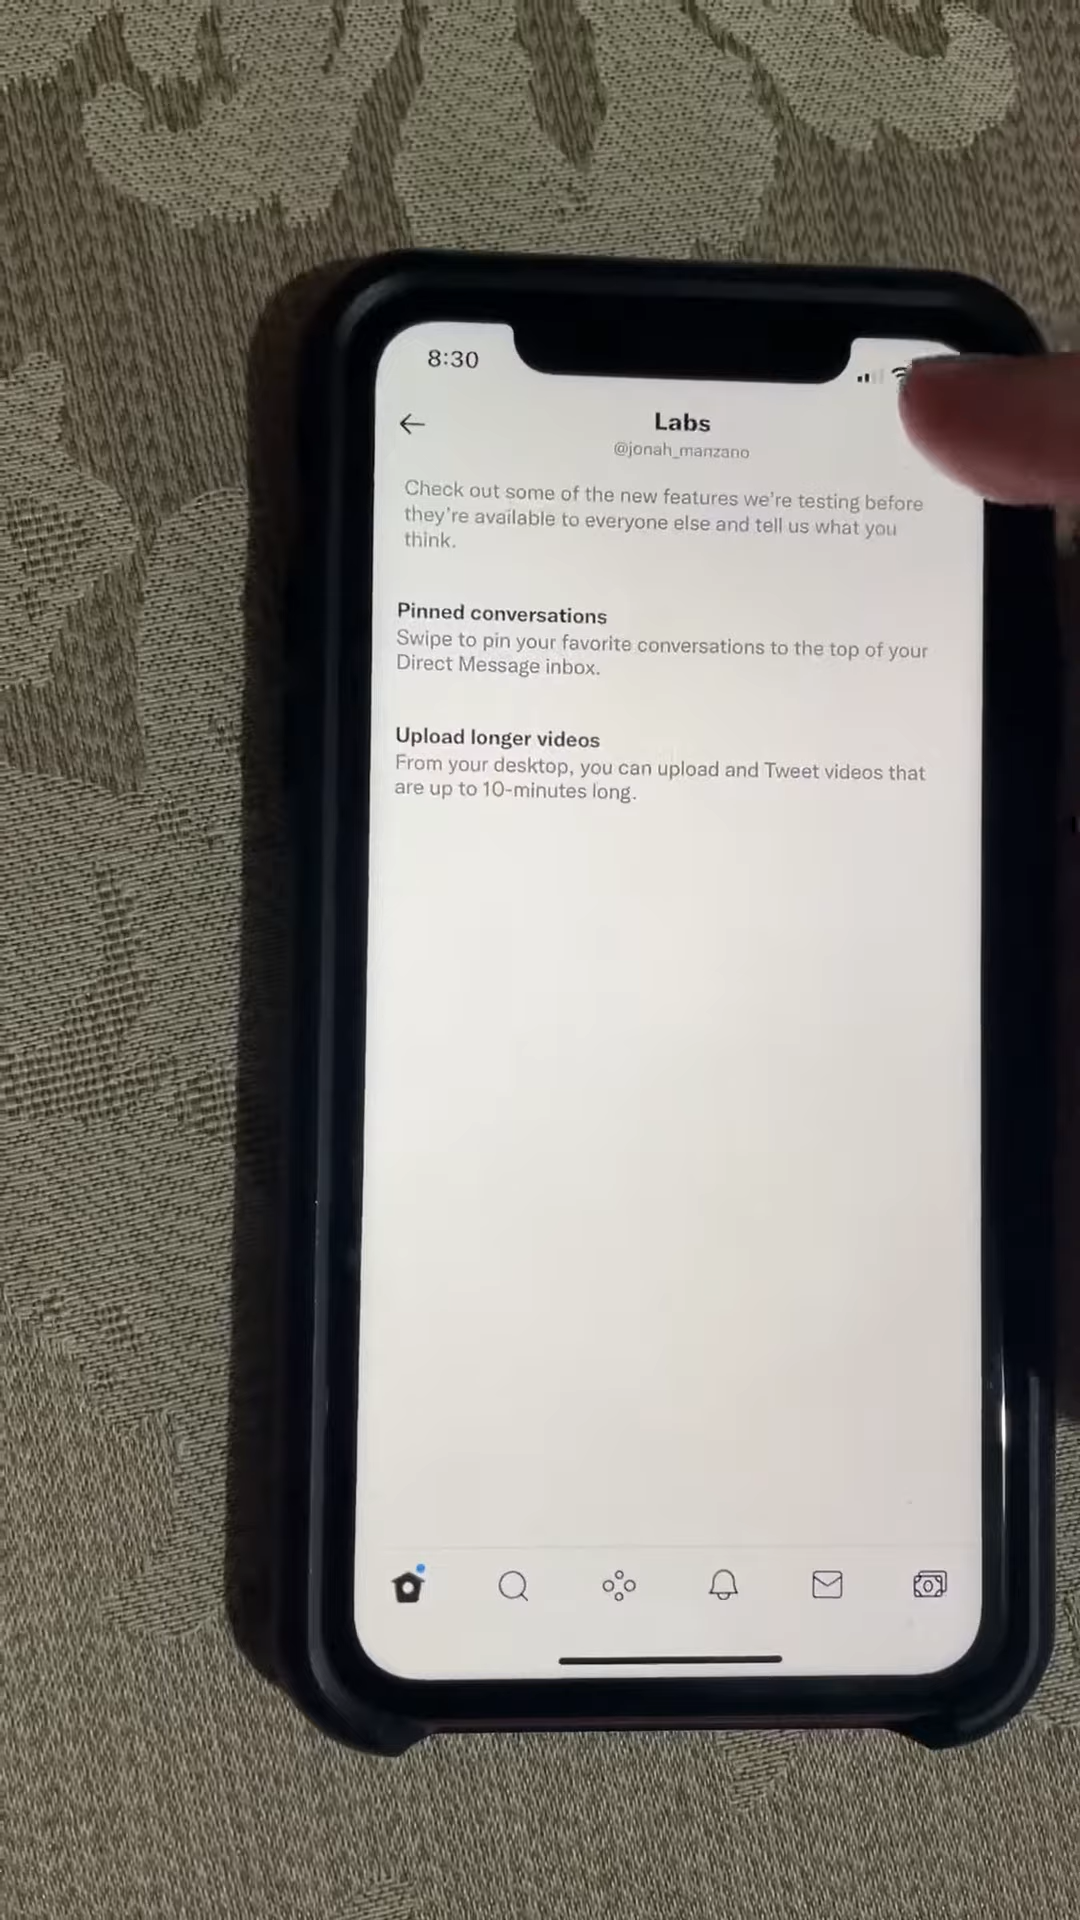 8:30
Labs
@jonah_manzano
Check out some of the new features we're testing before
they're available to everyone else and tell us what you
think.
Pinned conversations
Swipe to pin your favorite conversations to the top of your
Direct Message inbox.
Upload longer videos
From your desktop, you can upload and Tweet videos that
are up to 10-minutes long.